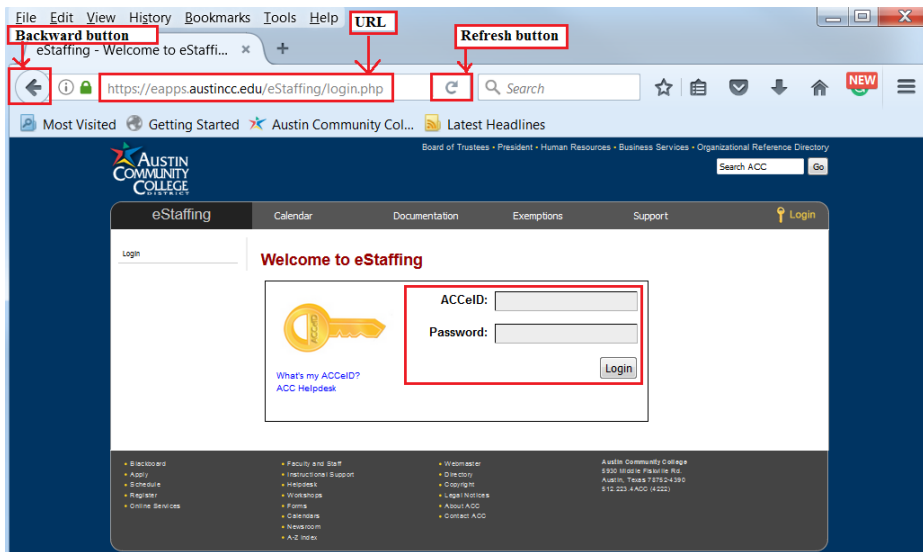 File Edit View History Bookmarks Tools Help
URL
Backward button
Refresh button
eStaffing - Welcome to eStaffi... × +
NEW
https://eapps.austincc.edu/eStaffing/login.php
Search
Most Visited Getting Started Austin Community Col... Latest Headlines
Board of Trustees • President • Human Resources • Business Services • Organizational Reference Directory
AUSTIN
COMMUNITY
COLLEGE
DISTRICT
Search ACC Go
eStaffing Calendar Documentation Exemptions Support Login
Login
Welcome to eStaffing
ACCeID:
ACCeID
Password:
Login
What's my ACCeID?
ACC Helpdesk
• Blackboard
• Apply
• Schedule
• Register
• Online Services
• Faculty and Staff
• Instructional Support
• Helpdesk
• Workshops
• Forms
• Calendars
• Newsroom
• A-Z Index
• Webmaster
• Directory
• Copyright
• Legal Notices
• About ACC
• Contact ACC
Austin Community College
5930 Middle Fiskville Rd.
Austin, Texas 78752-4390
512.223.4ACC (4222)